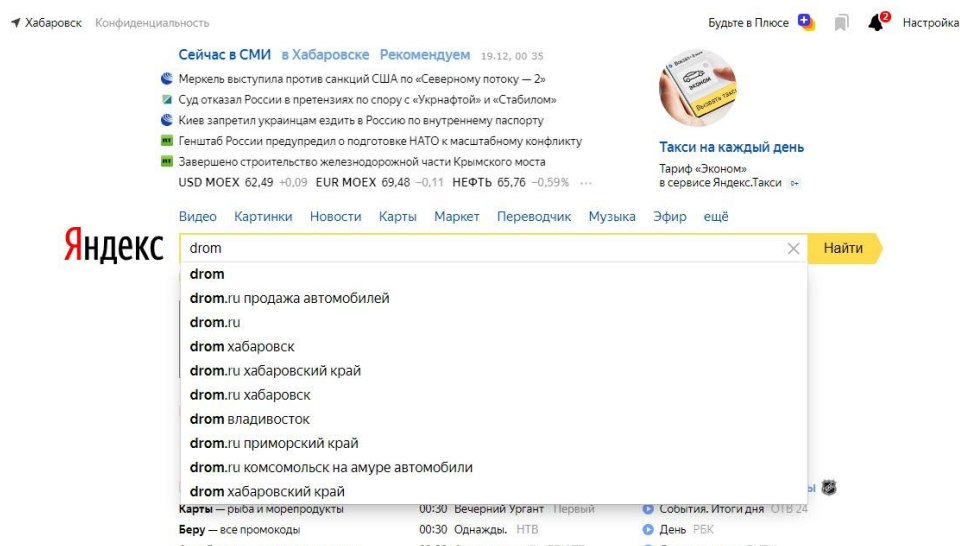 Хабаровск Конфиденциальность
Будьте в Плюсе 2 Настройка
Сейчас в СМИ в Хабаровске Рекомендуем 19.12, 00 35
Меркель выступила против санкций США по «Северному потоку — 2»
Суд отказал России в претензиях по спору с «Укрнафтой» и «Стабилом»
Киев запретил украинцам ездить в Россию по внутреннему паспорту
Генштаб России предупредил о подготовке НАТО к масштабному конфликту
Завершено строительство железнодорожной части Крымского моста
USD MOEX 62,49 +0,09 EUR MOEX 69,48 −0,11 НЕФТЬ 65,76 −0,59% ···
ЭКОНОМ
Вызвать такси
Такси на каждый день
Тариф «Эконом»
в сервисе Яндекс.Такси 0+
Видео Картинки Новости Карты Маркет Переводчик Музыка Эфир ещё
Яндекс drom Найти
drom
drom.ru продажа автомобилей
drom.ru
drom хабаровск
drom.ru хабаровский край
drom.ru хабаровск
drom владивосток
drom.ru приморский край
drom.ru комсомольск на амуре автомобили
drom хабаровский край
Карты — рыба и морепродукты 00:30 Вечерний Ургант Первый События. Итоги дня ОТВ 24
Беру — все промокоды 00:30 Однажды. НТВ День РБК